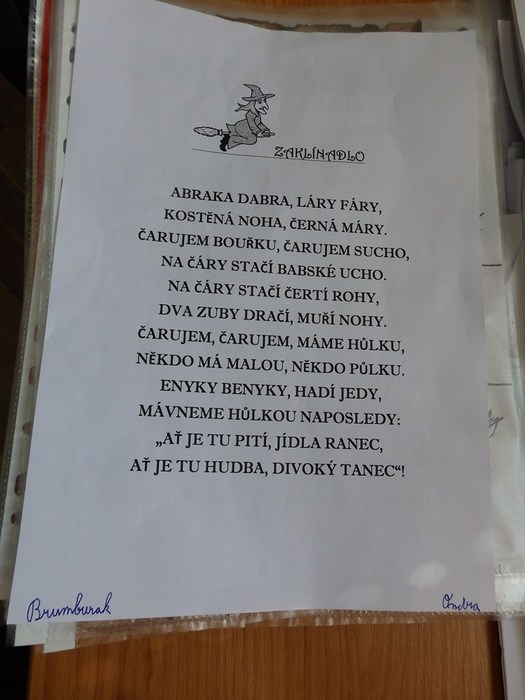 ZAKLÍNADLO
ABRAKA DABRA, LÁRY FÁRY,
KOSTĚNÁ NOHA, ČERNÁ MÁRY.
ČARUJEM BOUŘKU, ČARUJEM SUCHO,
NA ČÁRY STAČÍ BABSKÉ UCHO.
NA ČÁRY STAČÍ ČERTÍ ROHY,
DVA ZUBY DRAČÍ, MUŘÍ NOHY.
ČARUJEM, ČARUJEM, MÁME HŮLKU,
NĚKDO MÁ MALOU, NĚKDO PŮLKU.
ENYKY BENYKY, HADÍ JEDY,
MÁVNEME HŮLKOU NAPOSLEDY:
„AŤ JE TU PITÍ, JÍDLA RANEC,
AŤ JE TU HUDBA, DIVOKÝ TANEC“!
Brumburak
Ondra